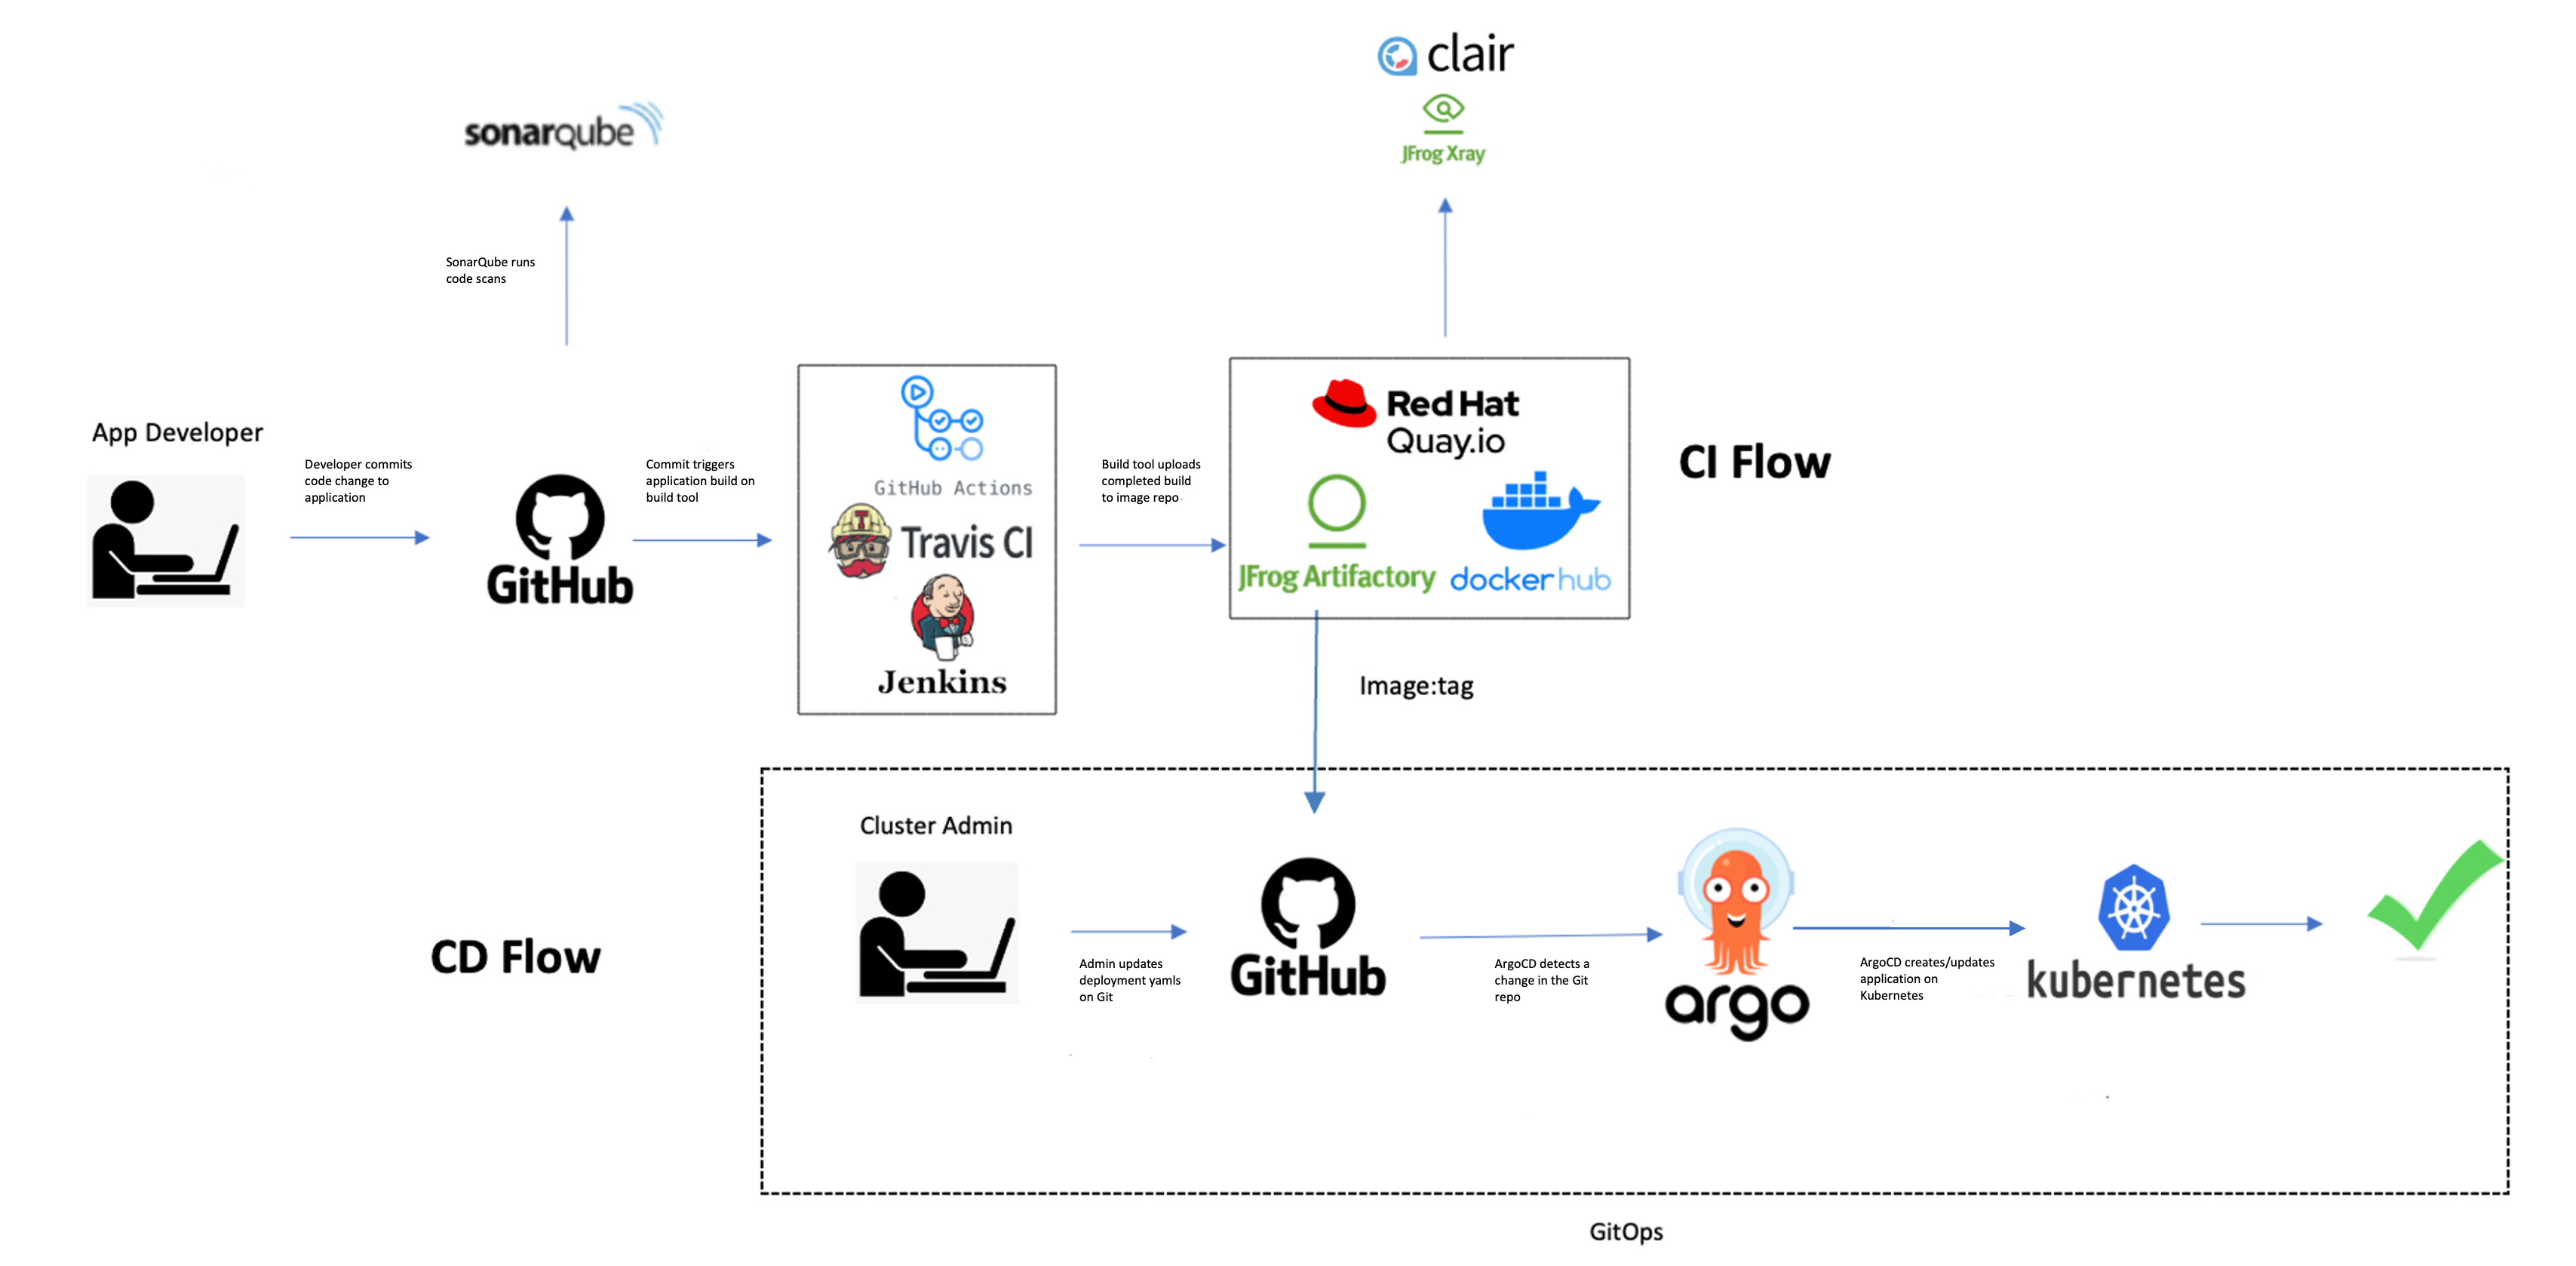 clair
JFrog Xray
sonarqube
SonarQube runs
code scans
App Developer
Developer commits
code change to
application
GitHub
Commit triggers
application build on
build tool
GitHub Actions
T
Travis CI
Jenkins
Build tool uploads
completed build
to image repo
Red Hat
Quay.io
JFrog Artifactory
dockerhub
CI Flow
Image:tag
CD Flow
Cluster Admin
Admin updates
deployment yamls
on Git
GitHub
ArgoCD detects a
change in the Git
repo
argo
ArgoCD creates/updates
application on
Kubernetes
kubernetes
GitOps